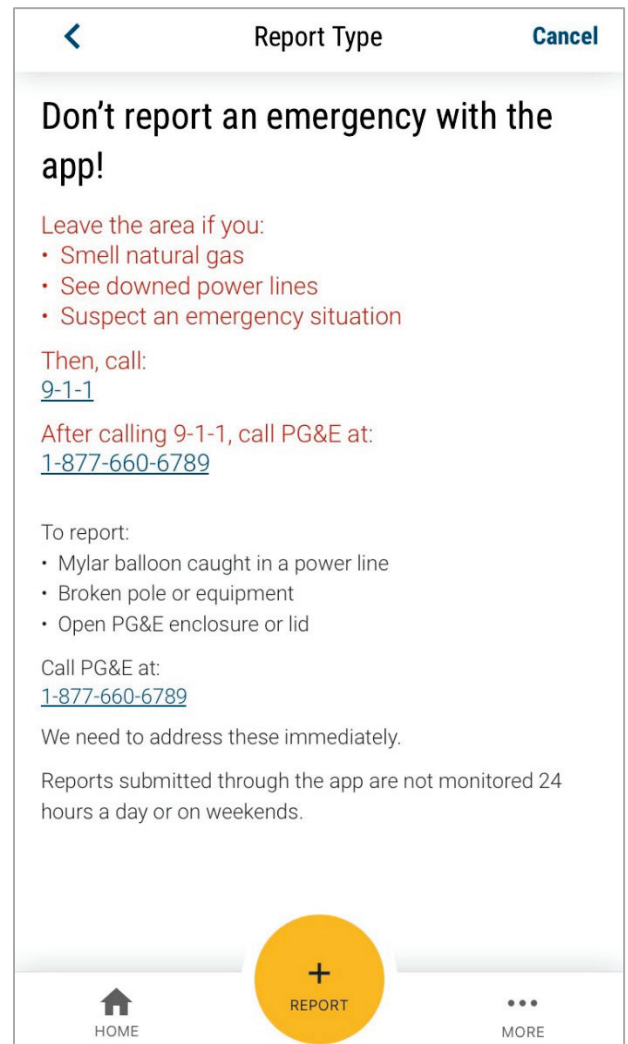 Report Type
Cancel
Don’t report an emergency with the
app!
Leave the area if you:
• Smell natural gas
• See downed power lines
• Suspect an emergency situation
Then, call:
9-1-1
After calling 9-1-1, call PG&E at:
1-877-660-6789
To report:
• Mylar balloon caught in a power line
• Broken pole or equipment
• Open PG&E enclosure or lid
Call PG&E at:
1-877-660-6789
We need to address these immediately.
Reports submitted through the app are not monitored 24
hours a day or on weekends.
HOME
REPORT
MORE